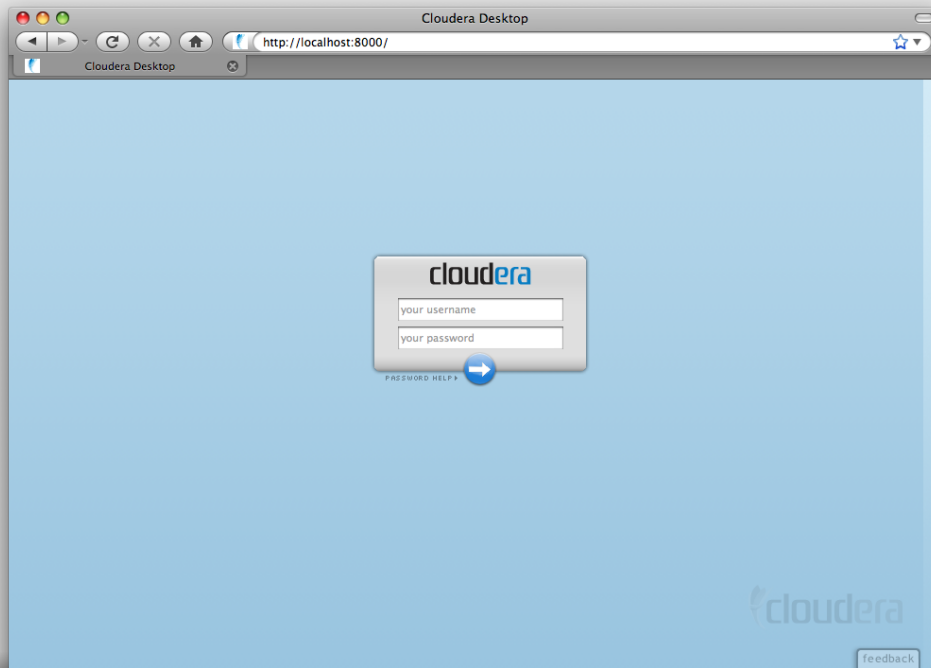 Cloudera Desktop
http://localhost:8000/
Cloudera Desktop
cloudera
your username
your password
PASSWORD HELP
cloudera
feedback